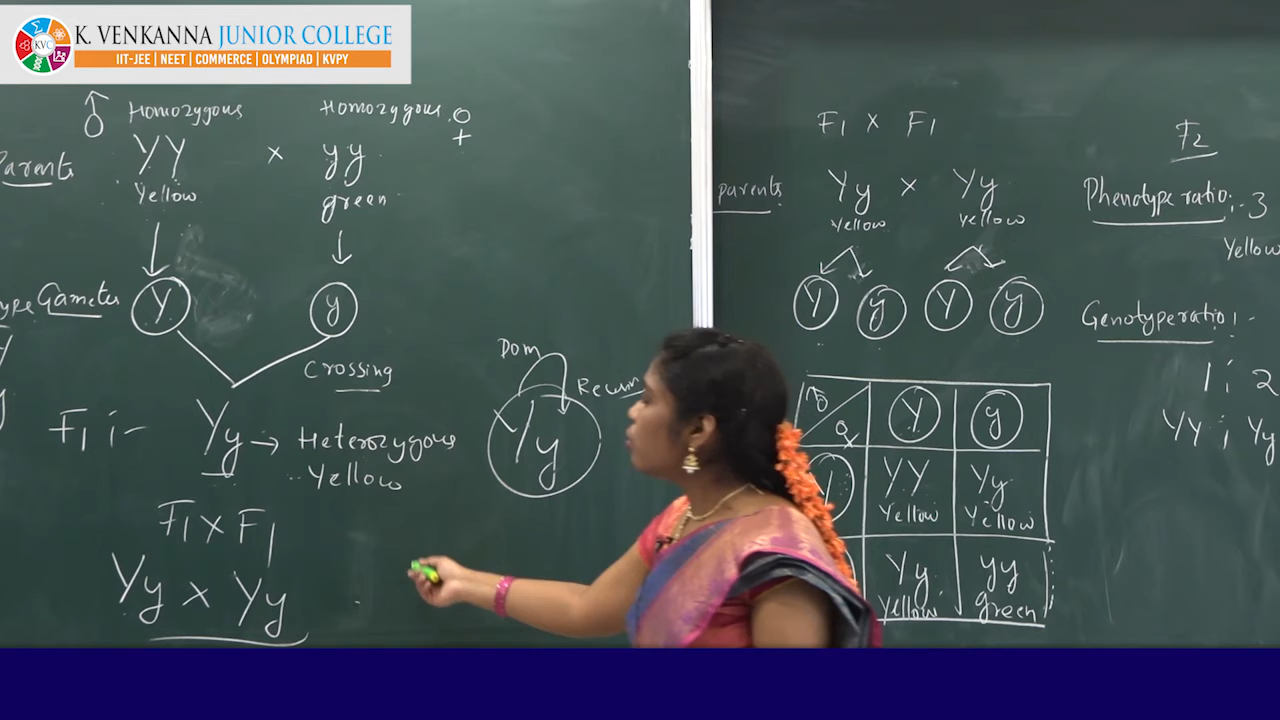 K. VENKANNA JUNIOR COLLEGE
IIT-JEE | NEET | COMMERCE | OLYMPIAD | KVPY
KVC
♂ Homozygous Homozygous ♀
Parents YY × yy
Yellow green
Gametes Y y
Crossing
F1 :- Yy → Heterozygous
Yellow
F1 × F1
Yy × Yy
Dom
Y y
F1 × F1
parents Yy × Yy
Yellow Yellow
Y y Y y
♂ ♀ Y y
YY Yy
Yellow Yellow
Yy yy
Yellow green
F2
Phenotype ratio :- 3
Yellow
Genotype ratio :-
1 : 2
YY : Yy